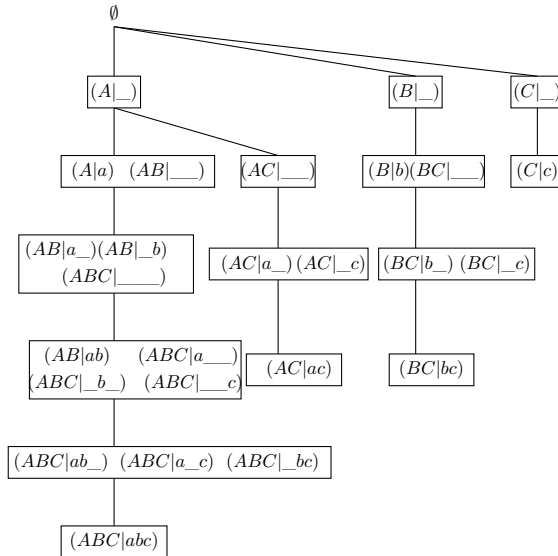 ∅
(A|_) (B|_) (C|_)
(A|a) (AB|__) (AC|__) (B|b)(BC|__) (C|c)
(AB|a_)(AB|_b)
(ABC|___)
(AC|a_) (AC|_c) (BC|b_) (BC|_c)
(AB|ab) (ABC|a__)
(ABC|_b_) (ABC|__c)
(AC|ac) (BC|bc)
(ABC|ab_) (ABC|a_c) (ABC|_bc)
(ABC|abc)